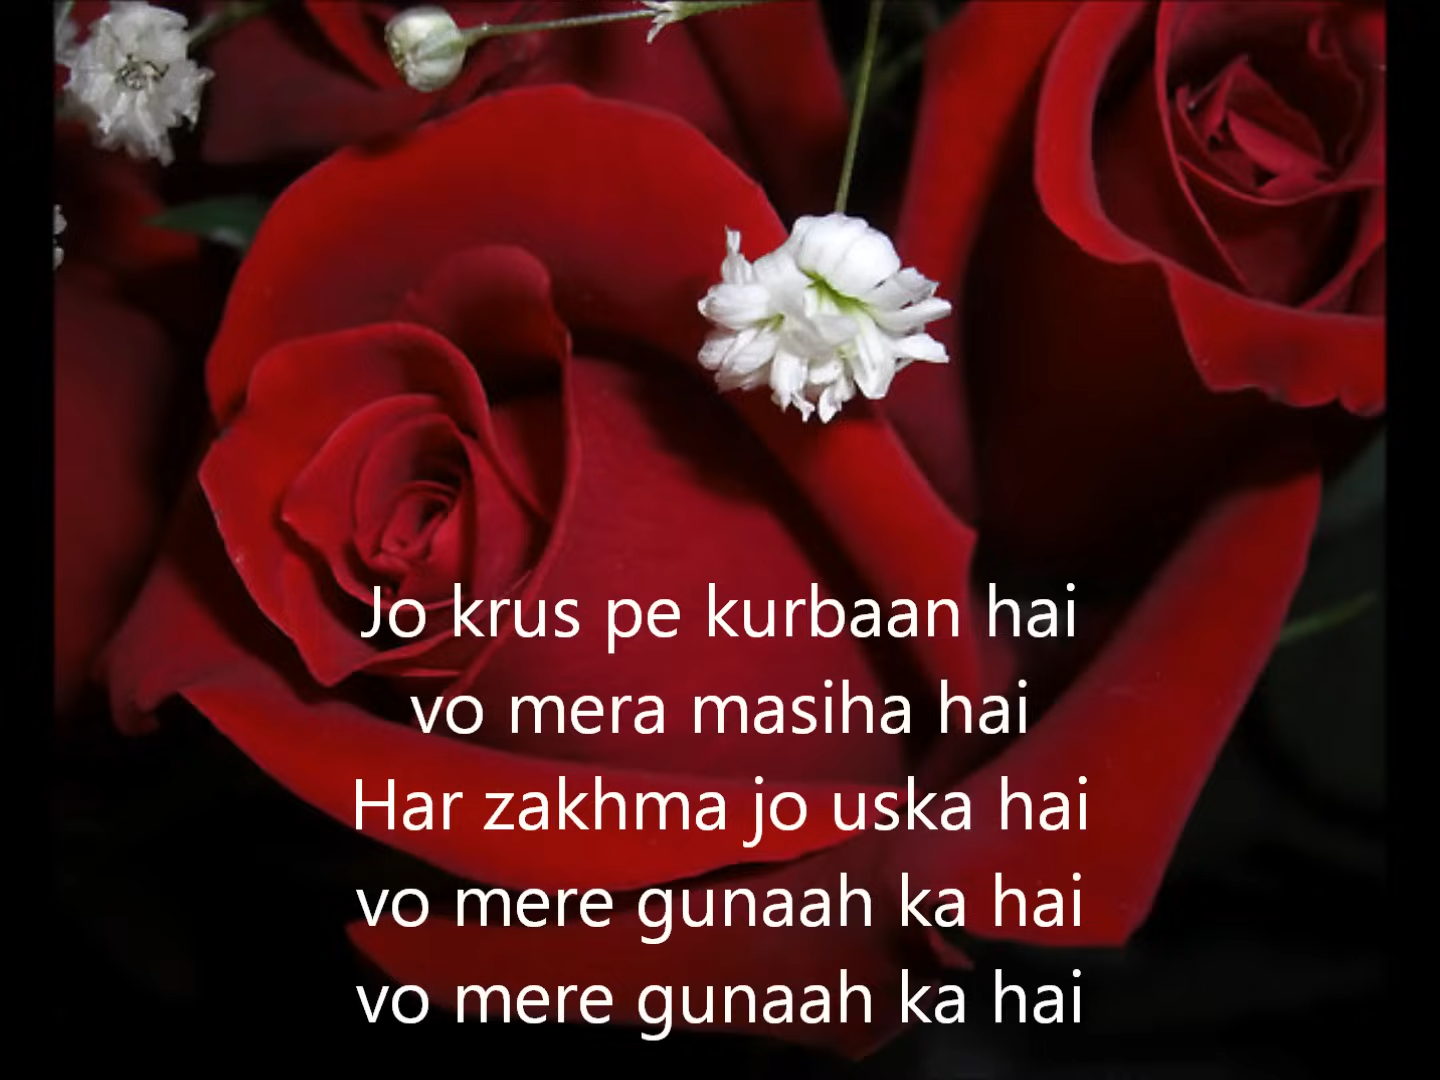 Jo krus pe kurbaan hai
vo mera masiha hai
Har zakhma jo uska hai
vo mere gunaah ka hai
vo mere gunaah ka hai